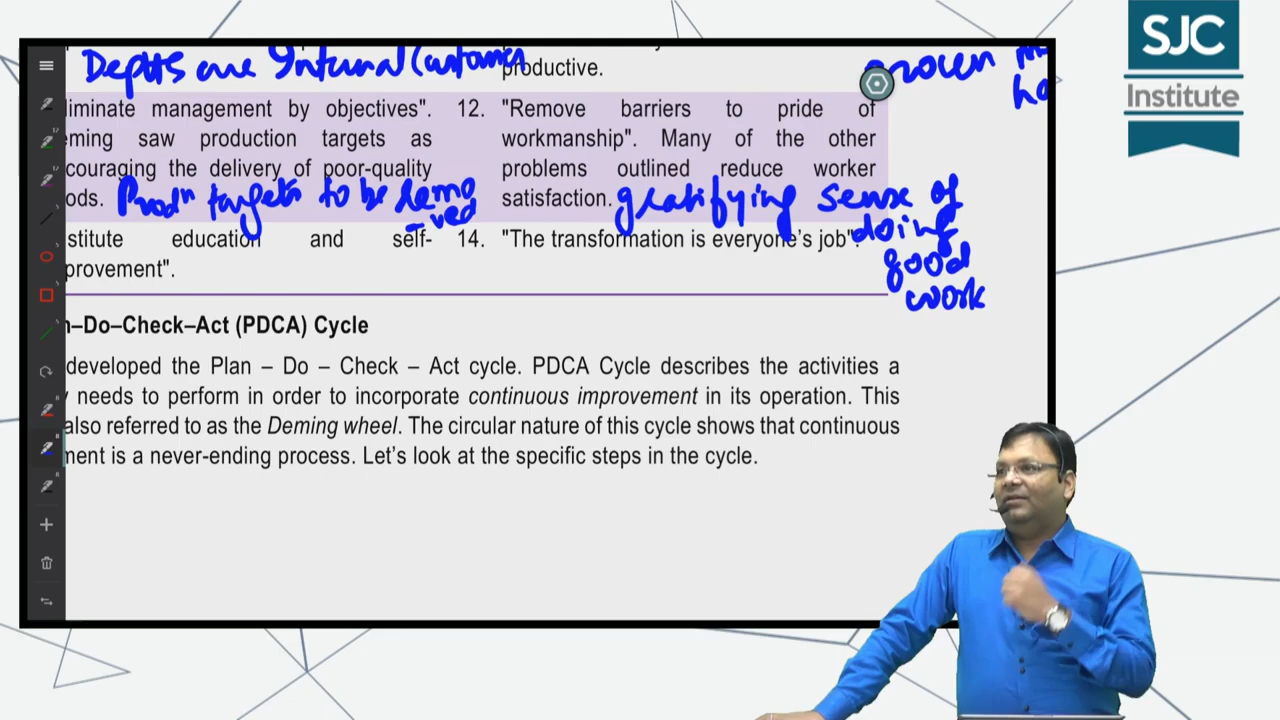 SJC
Institute
Deptts are Internal Customer
productive.
proven
liminate management by objectives".
eming saw production targets as
couraging the delivery of poor-quality
ods. Prodn targets to be remo
-ved
12. "Remove barriers to pride of
workmanship". Many of the other
problems outlined reduce worker
satisfaction. gratifying sense of
doing
good
work
stitute education and self-
provement".
14. "The transformation is everyone's job".
n–Do–Check–Act (PDCA) Cycle
developed the Plan – Do – Check – Act cycle. PDCA Cycle describes the activities a
y needs to perform in order to incorporate continuous improvement in its operation. This
also referred to as the Deming wheel. The circular nature of this cycle shows that continuous
ment is a never-ending process. Let's look at the specific steps in the cycle.